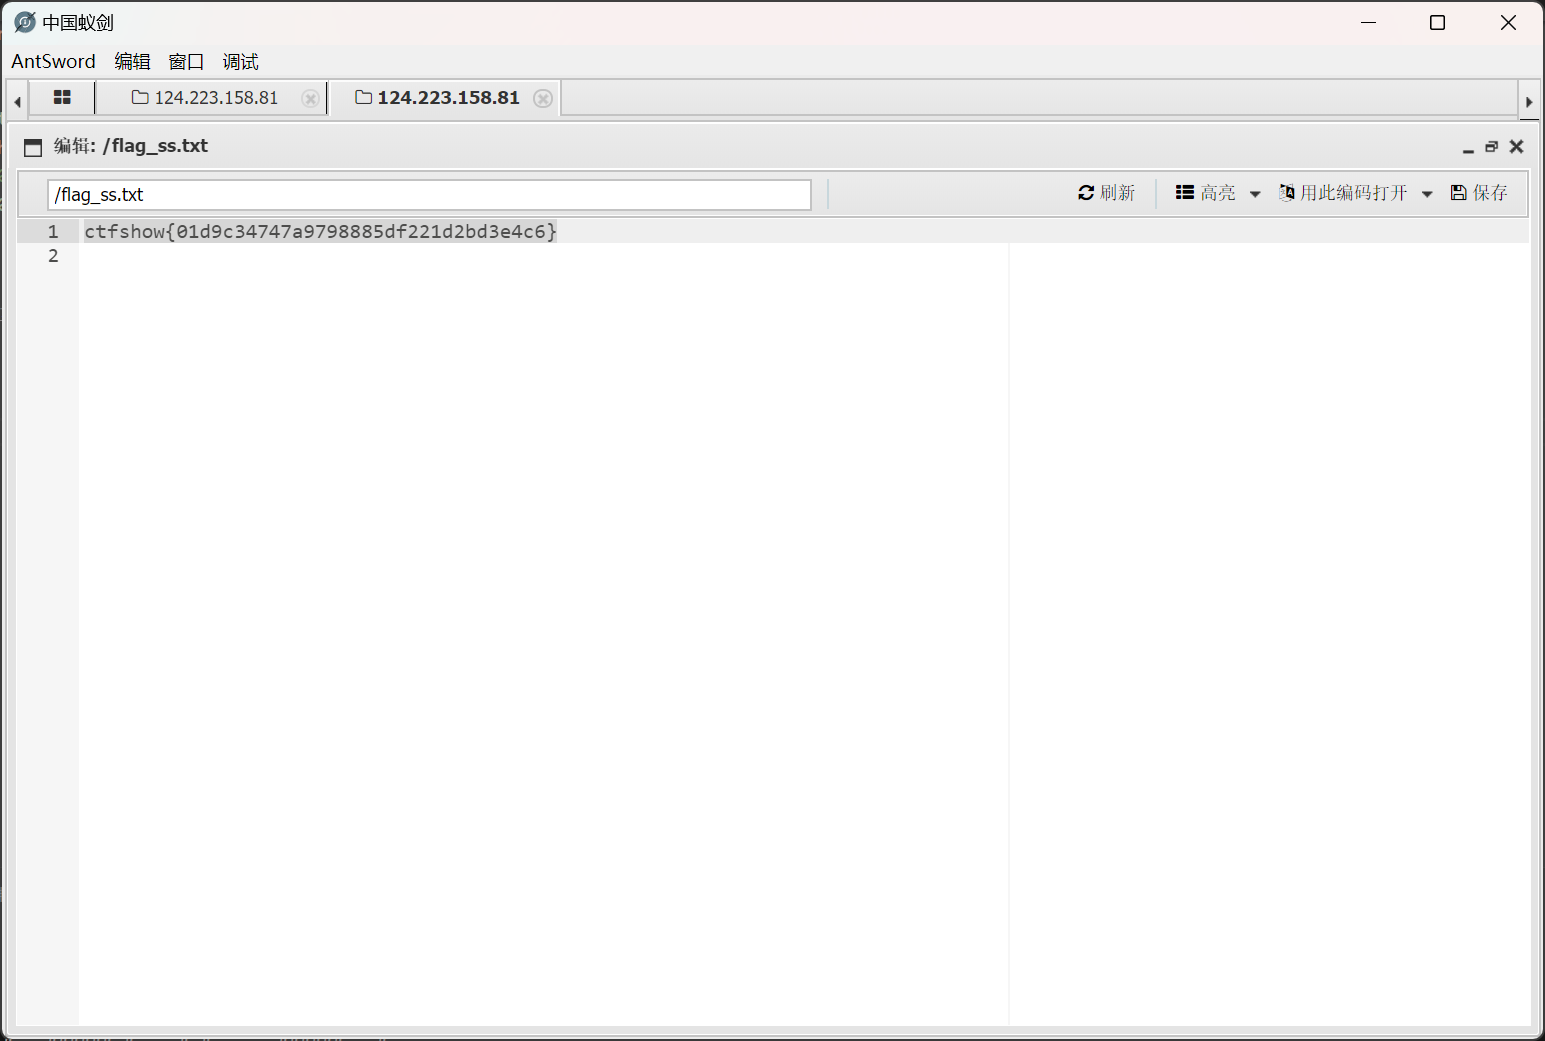 中国蚁剑
AntSword 编辑 窗口 调试
124.223.158.81 124.223.158.81
编辑: /flag_ss.txt
/flag_ss.txt 刷新 高亮 用此编码打开 保存
1 ctfshow{01d9c34747a9798885df221d2bd3e4c6}
2